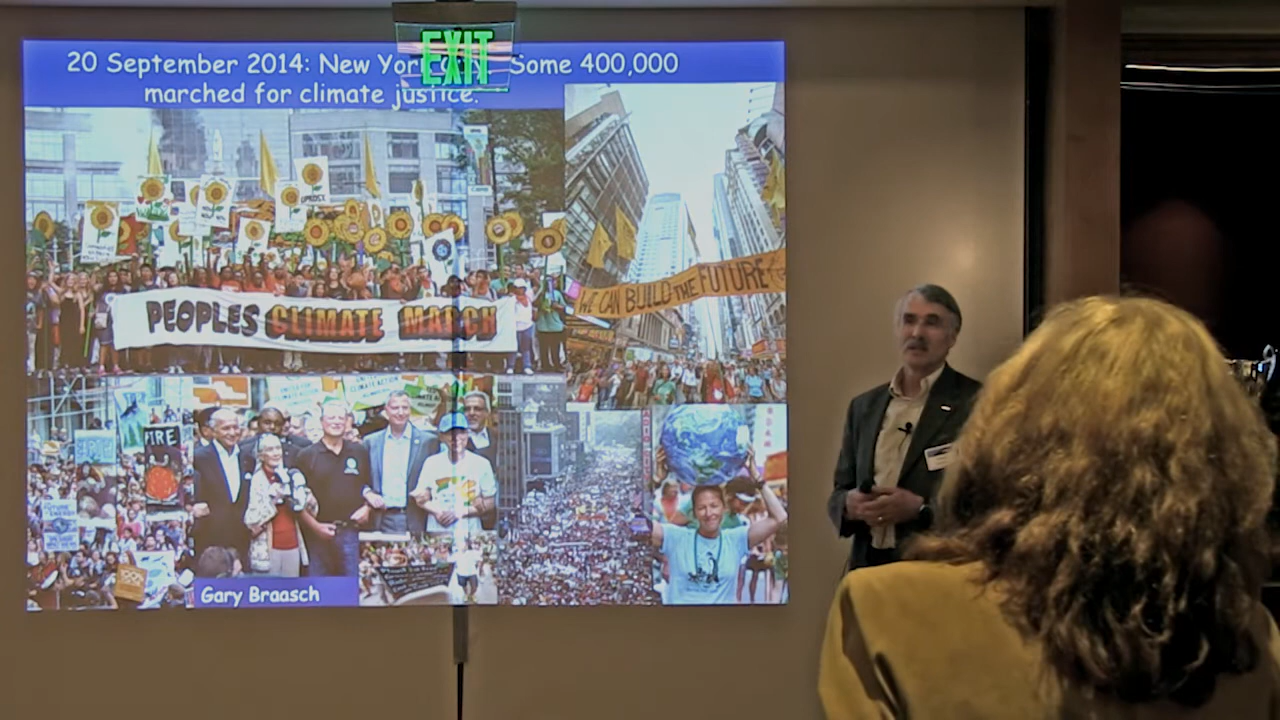 EXIT
20 September 2014: New York City. Some 400,000
marched for climate justice.
PEOPLES CLIMATE MARCH
WE CAN BUILD THE FUTURE
FIRE
Gary Braasch